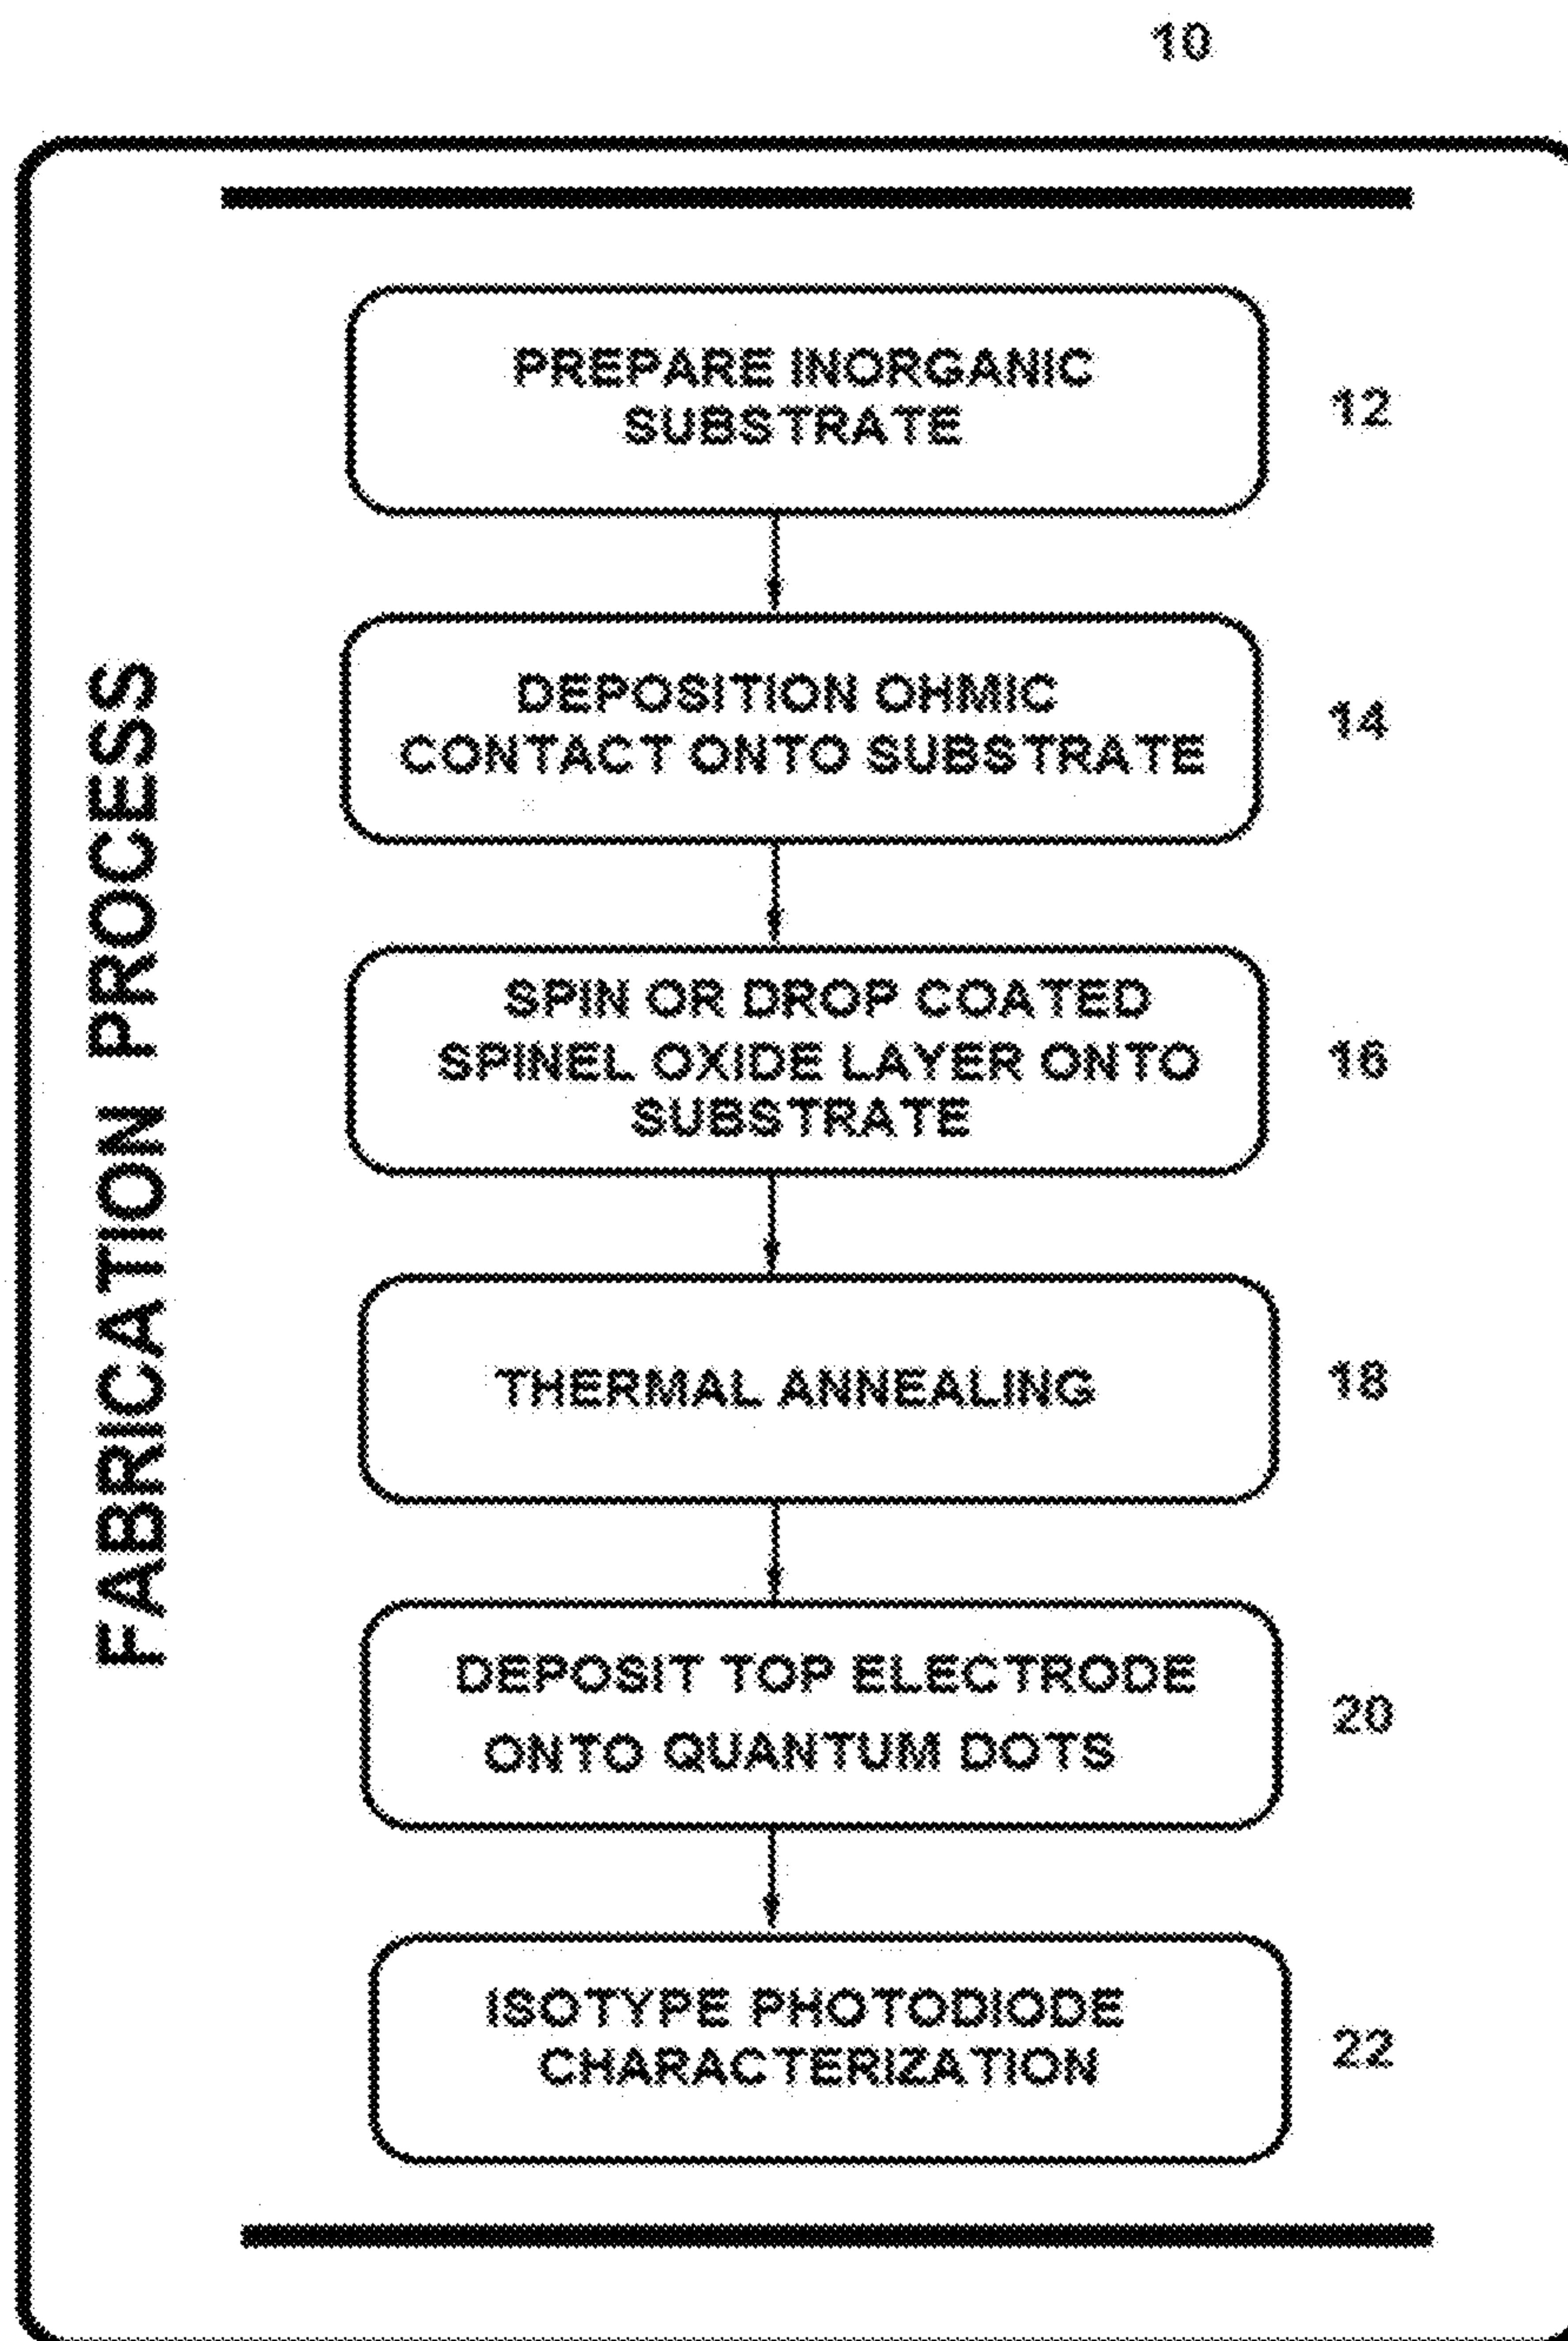 10
FABRICATION PROCESS
PREPARE INORGANIC
SUBSTRATE
12
DEPOSITION OHMIC
CONTACT ONTO SUBSTRATE
14
SPIN OR DROP COATED
SPINEL OXIDE LAYER ONTO
SUBSTRATE
16
THERMAL ANNEALING
18
DEPOSIT TOP ELECTRODE
ONTO QUANTUM DOTS
20
ISOTYPE PHOTODIODE
CHARACTERIZATION
22